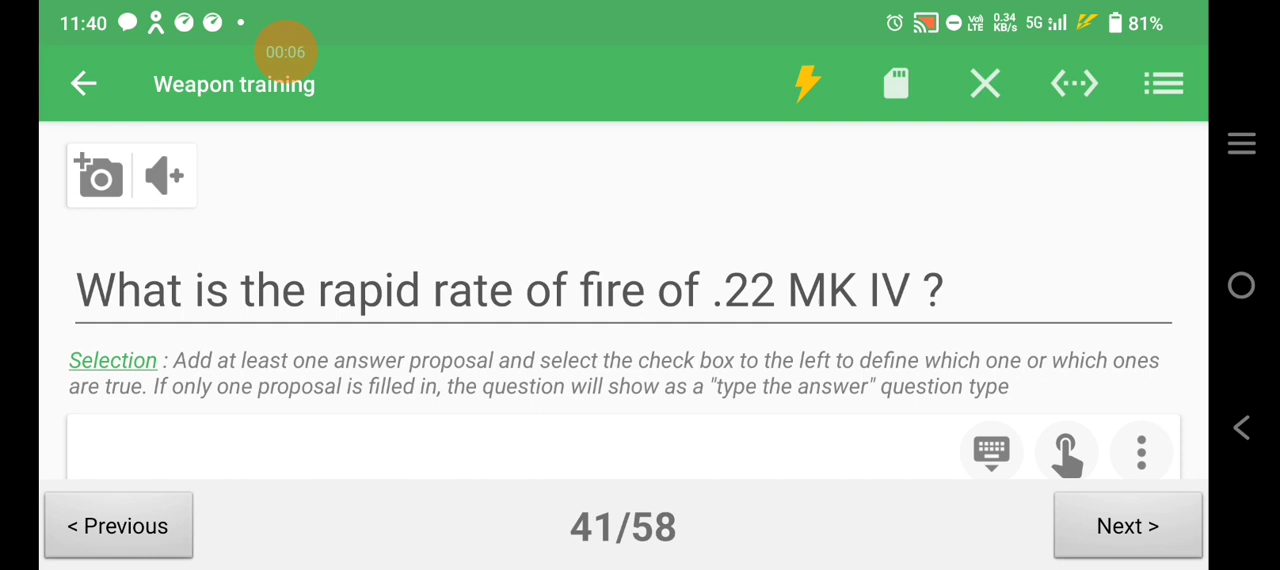 11:40
Vo) LTE 0.34 KB/s 5G 81%
00:06
Weapon training
What is the rapid rate of fire of .22 MK IV ?
Selection : Add at least one answer proposal and select the check box to the left to define which one or which ones
are true. If only one proposal is filled in, the question will show as a "type the answer" question type
< Previous
41/58
Next >